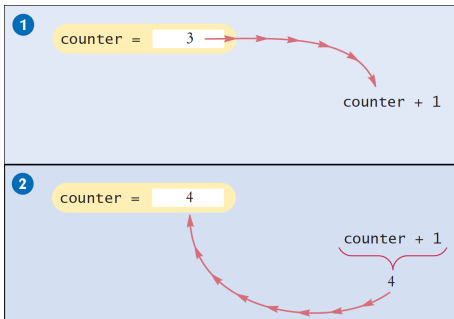 1
counter = 3
counter + 1
2
counter = 4
counter + 1
4